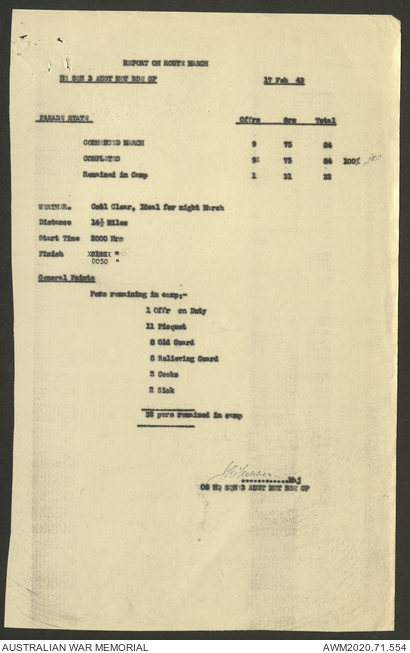 REPORT ON ROUTE MARCH
HQ SQN 3 AUST MOT BDE GP 17 Feb 43
PARADE STATE Offrs Ors Total
COMMENCED MARCH 9 75 84
COMPLETED 9 75 84 100%
Remained in Camp 1 31 32
WEATHER. Cool Clear, Ideal for night March
Distance 14½ Miles
Start Time 2000 Hrs
Finish "
0050 "
General Points
Pers remaining in camp:-
1 Offr on Duty
11 Picquet
8 Old Guard
8 Relieving Guard
2 Cooks
2 Sick
32 pers remained in camp
............Maj
OC HQ SQN 3 AUST MOT BDE GP
AUSTRALIAN WAR MEMORIAL AWM2020.71.554